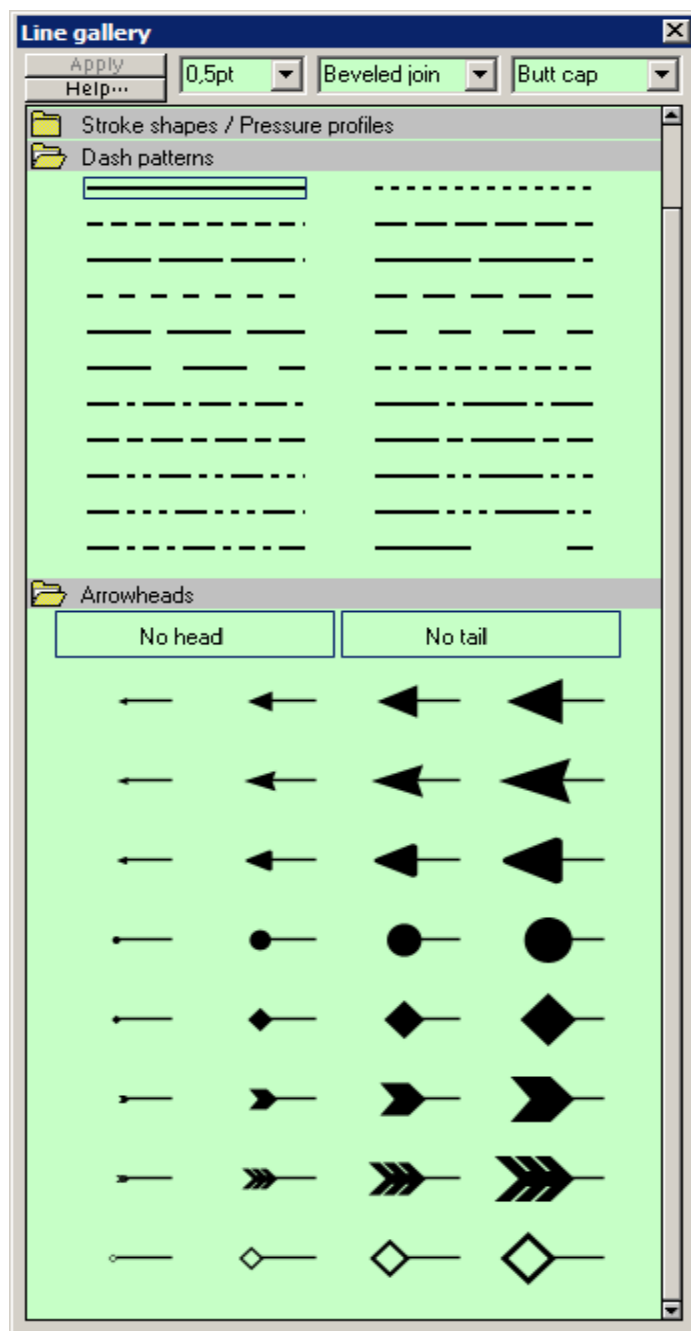 Line gallery
Apply
Help...
0,5pt
Beveled join
Butt cap
Stroke shapes / Pressure profiles
Dash patterns
Arrowheads
No head
No tail